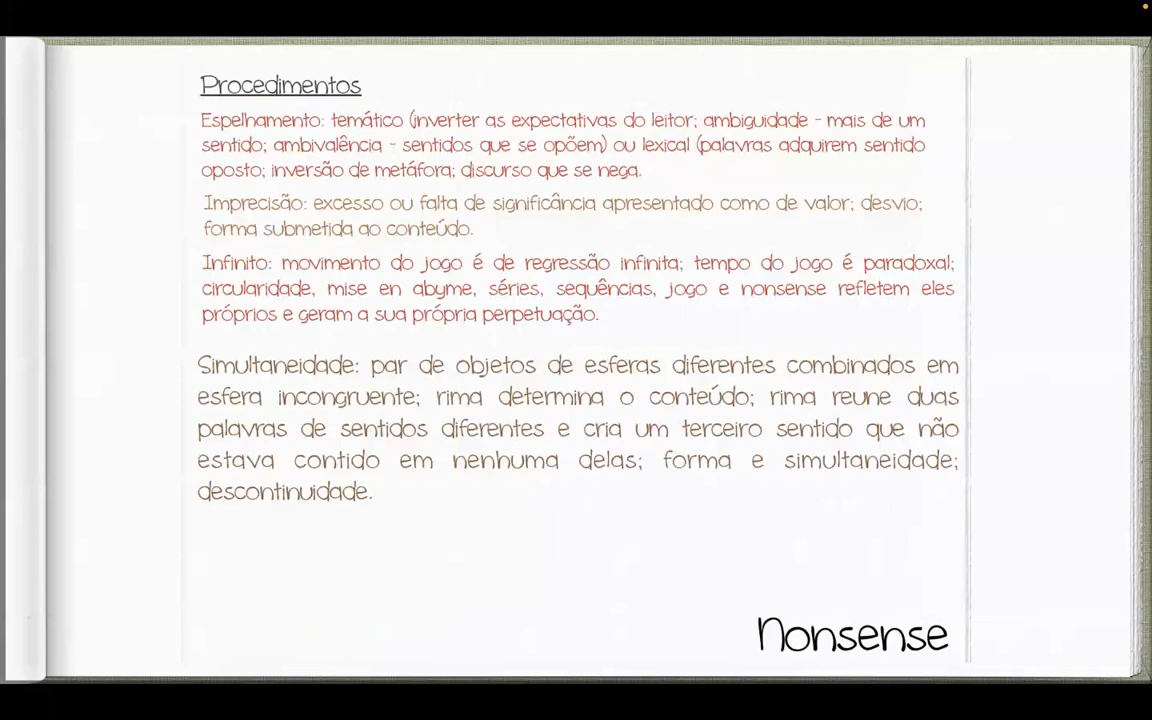 Procedimentos
Espelhamento: temático (inverter as expectativas do leitor; ambiguidade - mais de um
sentido; ambivalência - sentidos que se opõem) ou lexical (palavras adquirem sentido
oposto; inversão de metáfora; discurso que se nega.
Imprecisão: excesso ou falta de significância apresentado como de valor; desvio;
forma submetida ao conteúdo.
Infinito: movimento do jogo é de regressão infinita; tempo do jogo é paradoxal;
circularidade, mise en abyme, séries, sequências, jogo e nonsense refletem eles
próprios e geram a sua própria perpetuação.
Simultaneidade: par de objetos de esferas diferentes combinados em
esfera incongruente; rima determina o conteúdo; rima reune duas
palavras de sentidos diferentes e cria um terceiro sentido que não
estava contido em nenhuma delas; forma e simultaneidade;
descontinuidade.
Nonsense